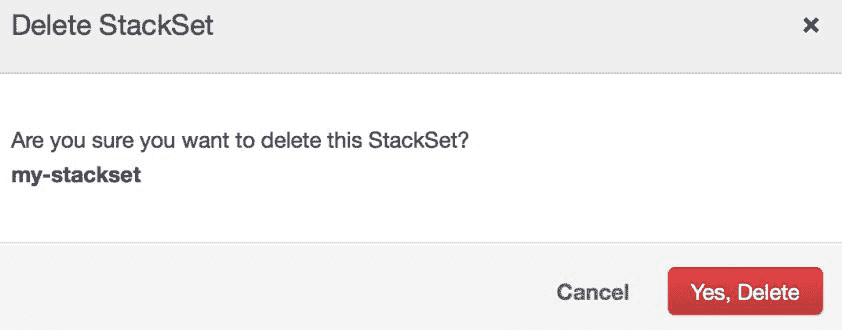 Delete StackSet
Are you sure you want to delete this StackSet?
my-stackset
Cancel
Yes, Delete